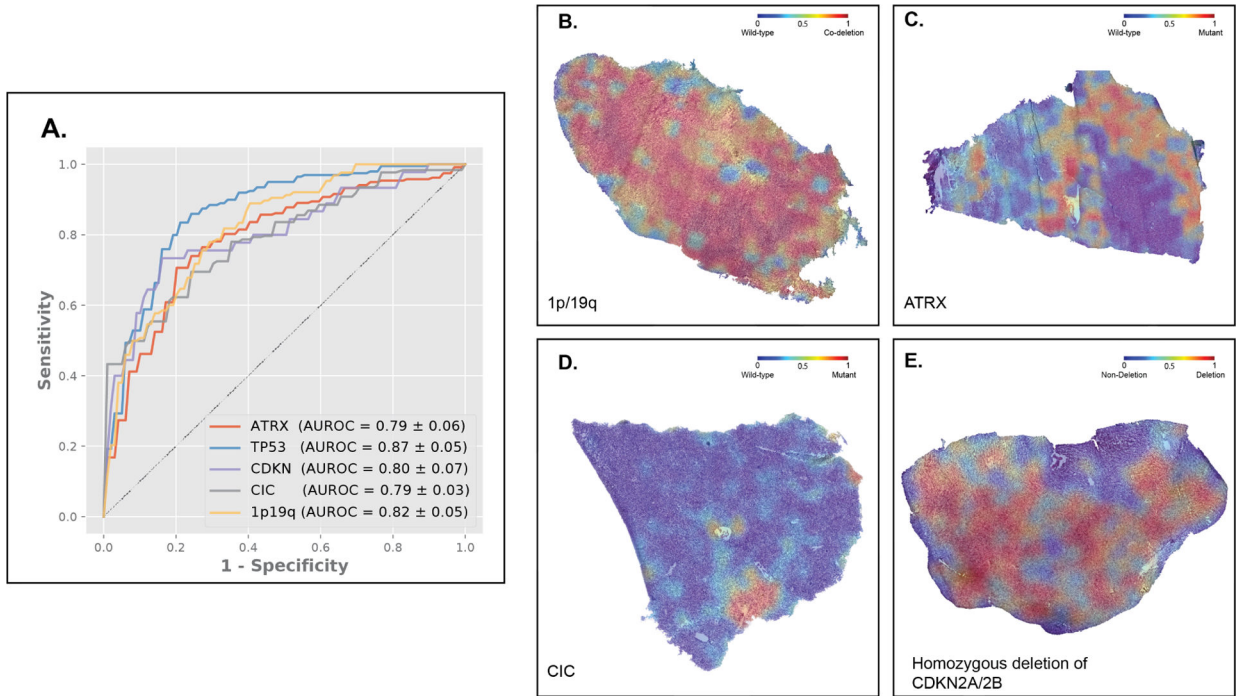 A.
1.0
0.8
0.6
0.4
0.2
0.0
Sensitivity
ATRX (AUROC = 0.79 ± 0.06)
TP53 (AUROC = 0.87 ± 0.05)
CDKN (AUROC = 0.80 ± 0.07)
CIC (AUROC = 0.79 ± 0.03)
1p19q (AUROC = 0.82 ± 0.05)
0.0 0.2 0.4 0.6 0.8 1.0
1 - Specificity
B.
0 0.5 1
Wild-type Co-deletion
1p/19q
C.
0 0.5 1
Wild-type Mutant
ATRX
D.
0 0.5 1
Wild-type Mutant
CIC
E.
0 0.5 1
Non-Deletion Deletion
Homozygous deletion of
CDKN2A/2B